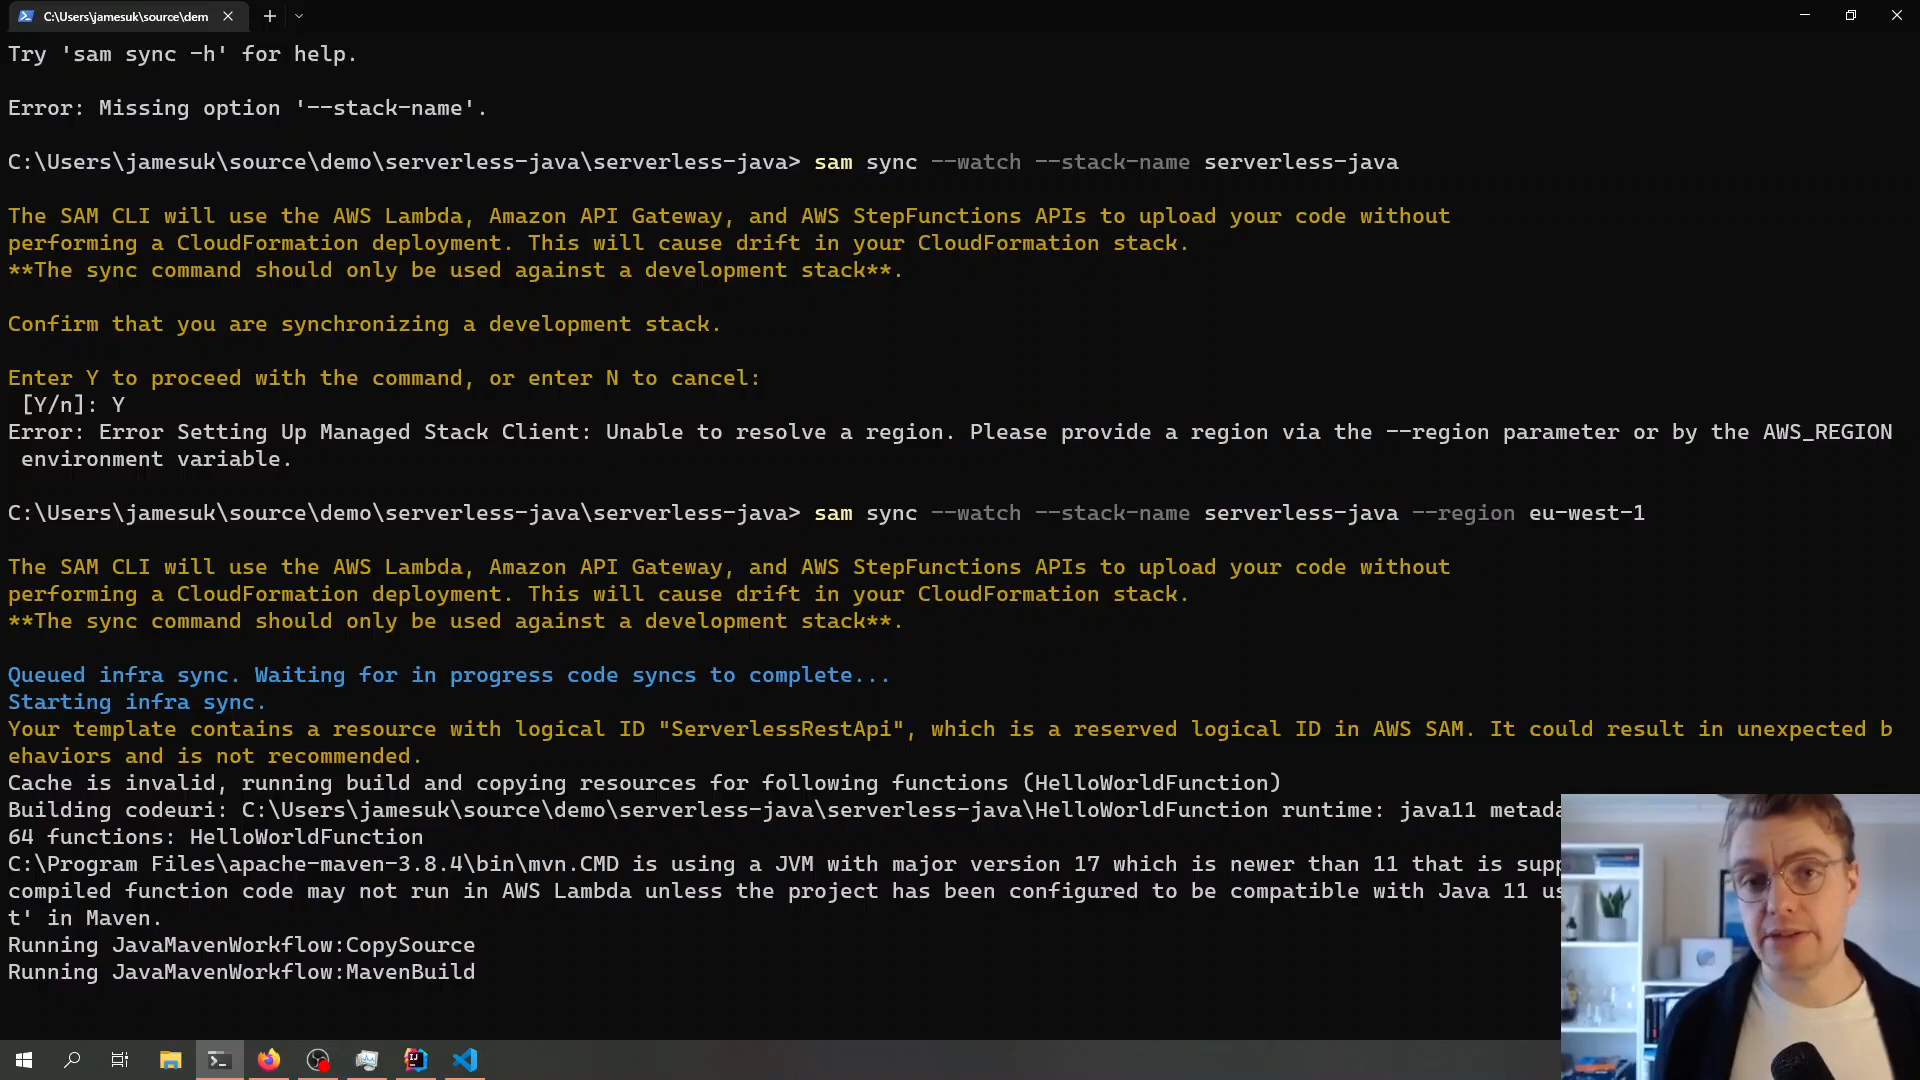 C:\Users\jamesuk\source\dem
Try 'sam sync -h' for help.
Error: Missing option '--stack-name'.
C:\Users\jamesuk\source\demo\serverless-java\serverless-java> sam sync --watch --stack-name serverless-java
The SAM CLI will use the AWS Lambda, Amazon API Gateway, and AWS StepFunctions APIs to upload your code without
performing a CloudFormation deployment. This will cause drift in your CloudFormation stack.
**The sync command should only be used against a development stack**.
Confirm that you are synchronizing a development stack.
Enter Y to proceed with the command, or enter N to cancel:
[Y/n]: Y
Error: Error Setting Up Managed Stack Client: Unable to resolve a region. Please provide a region via the --region parameter or by the AWS_REGION
environment variable.
C:\Users\jamesuk\source\demo\serverless-java\serverless-java> sam sync --watch --stack-name serverless-java --region eu-west-1
The SAM CLI will use the AWS Lambda, Amazon API Gateway, and AWS StepFunctions APIs to upload your code without
performing a CloudFormation deployment. This will cause drift in your CloudFormation stack.
**The sync command should only be used against a development stack**.
Queued infra sync. Waiting for in progress code syncs to complete...
Starting infra sync.
Your template contains a resource with logical ID "ServerlessRestApi", which is a reserved logical ID in AWS SAM. It could result in unexpected b
ehaviors and is not recommended.
Cache is invalid, running build and copying resources for following functions (HelloWorldFunction)
Building codeuri: C:\Users\jamesuk\source\demo\serverless-java\serverless-java\HelloWorldFunction runtime: java11 metada
64 functions: HelloWorldFunction
C:\Program Files\apache-maven-3.8.4\bin\mvn.CMD is using a JVM with major version 17 which is newer than 11 that is supp
compiled function code may not run in AWS Lambda unless the project has been configured to be compatible with Java 11 us
t' in Maven.
Running JavaMavenWorkflow:CopySource
Running JavaMavenWorkflow:MavenBuild